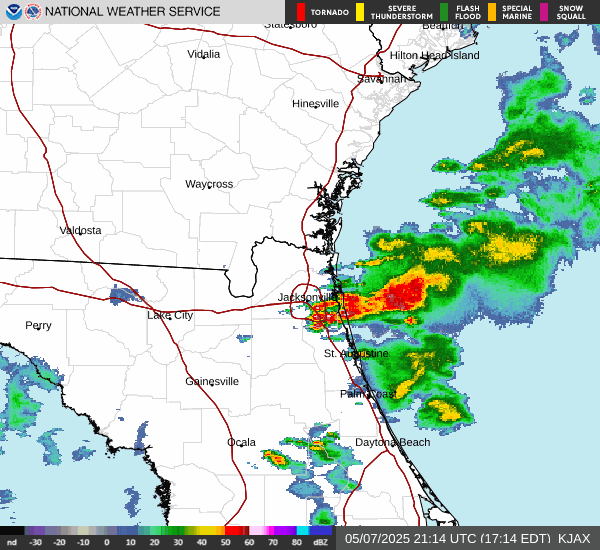 NATIONAL WEATHER SERVICE
TORNADO
SEVERE
THUNDERSTORM
FLASH
FLOOD
SPECIAL
MARINE
SNOW
SQUALL
Statesboro
Beaufort
Vidalia
Hilton Head Island
Savannah
Hinesville
Waycross
Valdosta
Jacksonville
Lake City
Perry
St. Augustine
Gainesville
Palm Coast
Ocala
Daytona Beach
nd -30 -20 -10 0 10 20 30 40 50 60 70 80 dBZ
05/07/2025 21:14 UTC (17:14 EDT) KJAX